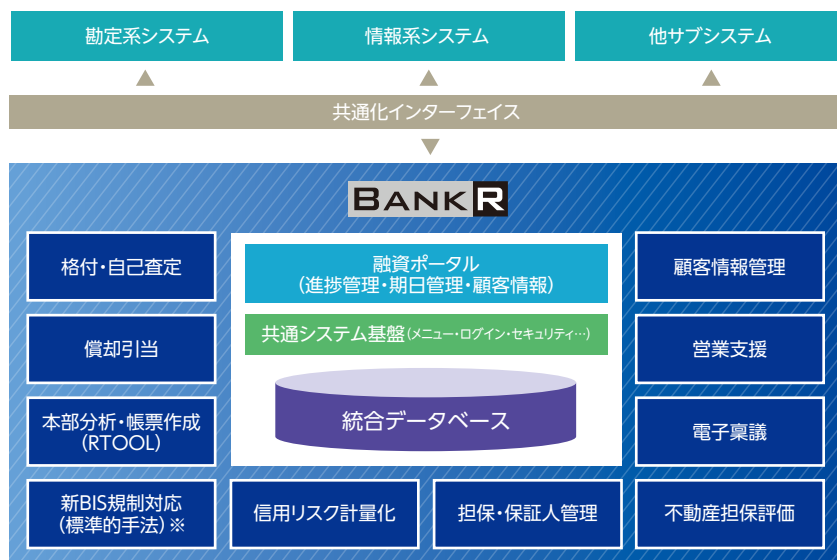 勘定系システム
情報系システム
他サブシステム
共通化インターフェイス
BANK R
格付・自己査定
融資ポータル
(進捗管理・期日管理・顧客情報)
顧客情報管理
共通システム基盤(メニュー・ログイン・セキュリティ…)
償却引当
営業支援
統合データベース
本部分析・帳票作成
(RTOOL)
電子稟議
新BIS規制対応
(標準的手法)※
信用リスク計量化
担保・保証人管理
不動産担保評価